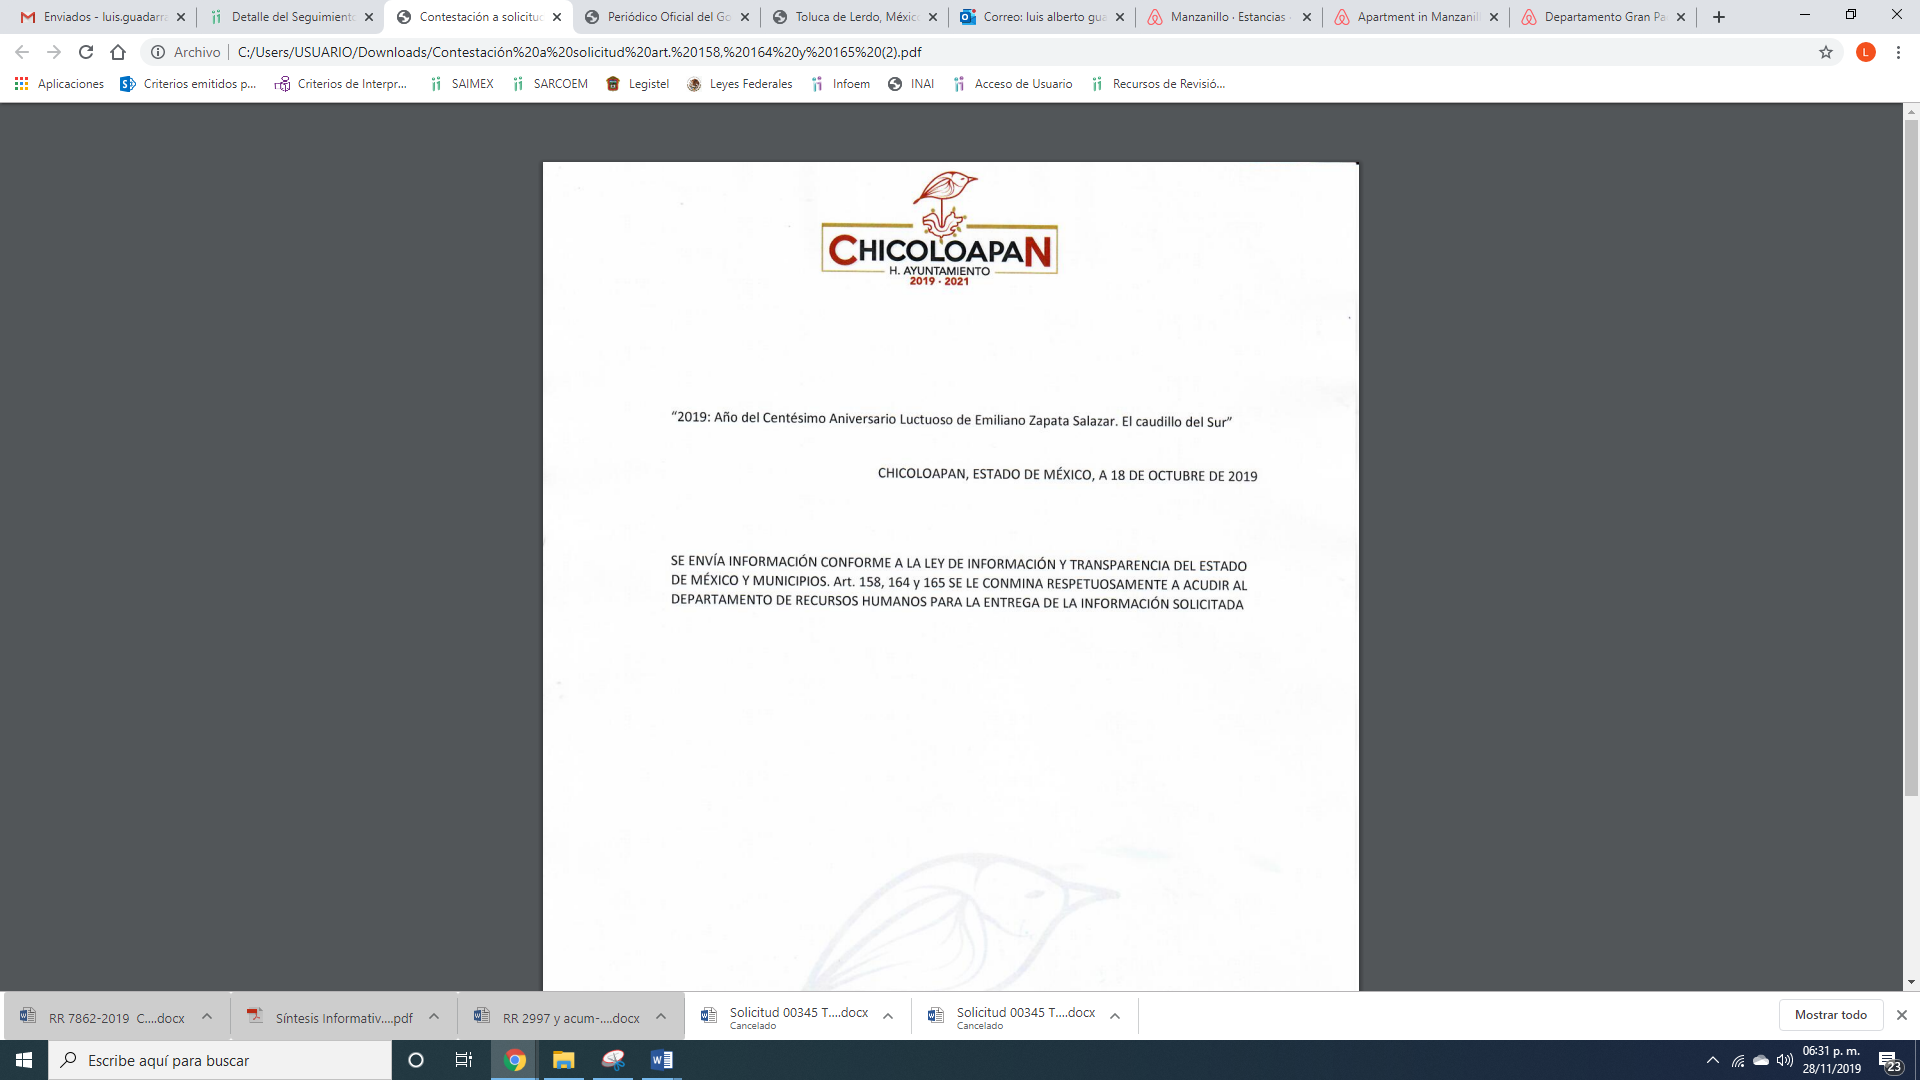 Enviados - luis.guadarra
Detalle del Seguimiento
Contestación a solicitud
Periódico Oficial del Go
Toluca de Lerdo, México
Correo: luis alberto gua
Manzanillo · Estancias
Apartment in Manzanil
Departamento Gran Pa
Archivo
C:/Users/USUARIO/Downloads/Contestación%20a%20solicitud%20art.%20158,%20164%20y%20165%20(2).pdf
L
Aplicaciones
Criterios emitidos p...
Criterios de Interpr...
SAIMEX
SARCOEM
Legistel
Leyes Federales
Infoem
INAI
Acceso de Usuario
Recursos de Revisió...
CHICOLOAPAN
H. AYUNTAMIENTO
2019 - 2021
"2019: Año del Centésimo Aniversario Luctuoso de Emiliano Zapata Salazar. El caudillo del Sur"
CHICOLOAPAN, ESTADO DE MÉXICO, A 18 DE OCTUBRE DE 2019
SE ENVÍA INFORMACIÓN CONFORME A LA LEY DE INFORMACIÓN Y TRANSPARENCIA DEL ESTADO
DE MÉXICO Y MUNICIPIOS. Art. 158, 164 y 165 SE LE CONMINA RESPETUOSAMENTE A ACUDIR AL
DEPARTAMENTO DE RECURSOS HUMANOS PARA LA ENTREGA DE LA INFORMACIÓN SOLICITADA
RR 7862-2019 C....docx
Síntesis Informativ....pdf
RR 2997 y acum-....docx
Solicitud 00345 T....docx
Cancelado
Solicitud 00345 T....docx
Cancelado
Mostrar todo
Escribe aquí para buscar
06:31 p. m.
28/11/2019
23